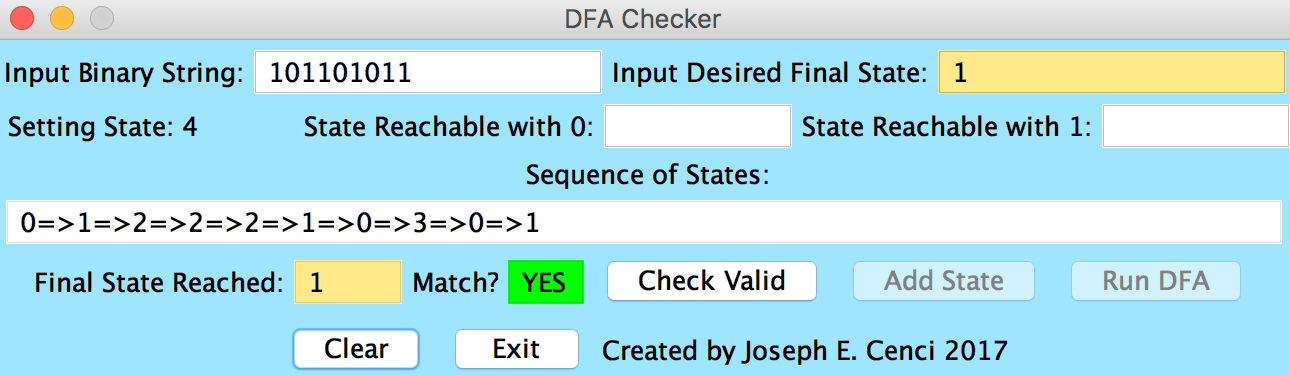 DFA Checker
Input Binary String: 101101011 Input Desired Final State: 1
Setting State: 4 State Reachable with 0: State Reachable with 1:
Sequence of States:
0=>1=>2=>2=>2=>1=>0=>3=>0=>1
Final State Reached: 1 Match? YES Check Valid Add State Run DFA
Clear Exit Created by Joseph E. Cenci 2017